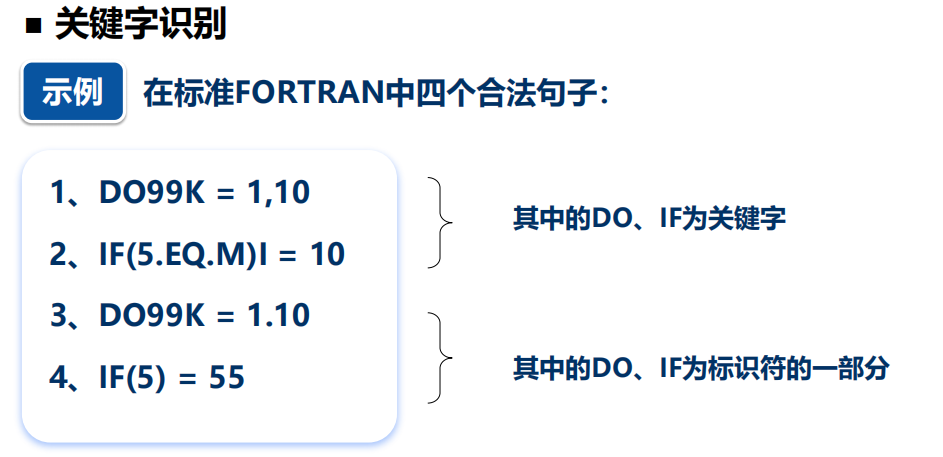 ■ 关键字识别
示例 在标准FORTRAN中四个合法句子：
1、DO99K = 1,10
2、IF(5.EQ.M)I = 10
其中的DO、IF为关键字
3、DO99K = 1.10
4、IF(5) = 55
其中的DO、IF为标识符的一部分